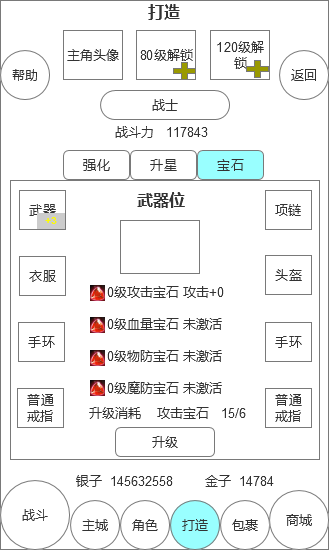 打造
帮助
主角头像
80级解锁
120级解锁
返回
战士
战斗力 117843
强化 升星 宝石
武器
武器位
项链
衣服
头盔
0级攻击宝石 攻击+0
0级血量宝石 未激活
手环
手环
0级物防宝石 未激活
0级魔防宝石 未激活
普通戒指
普通戒指
升级消耗 攻击宝石 15/6
升级
银子 145632558 金子 14784
战斗 主城 角色 打造 包裹 商城